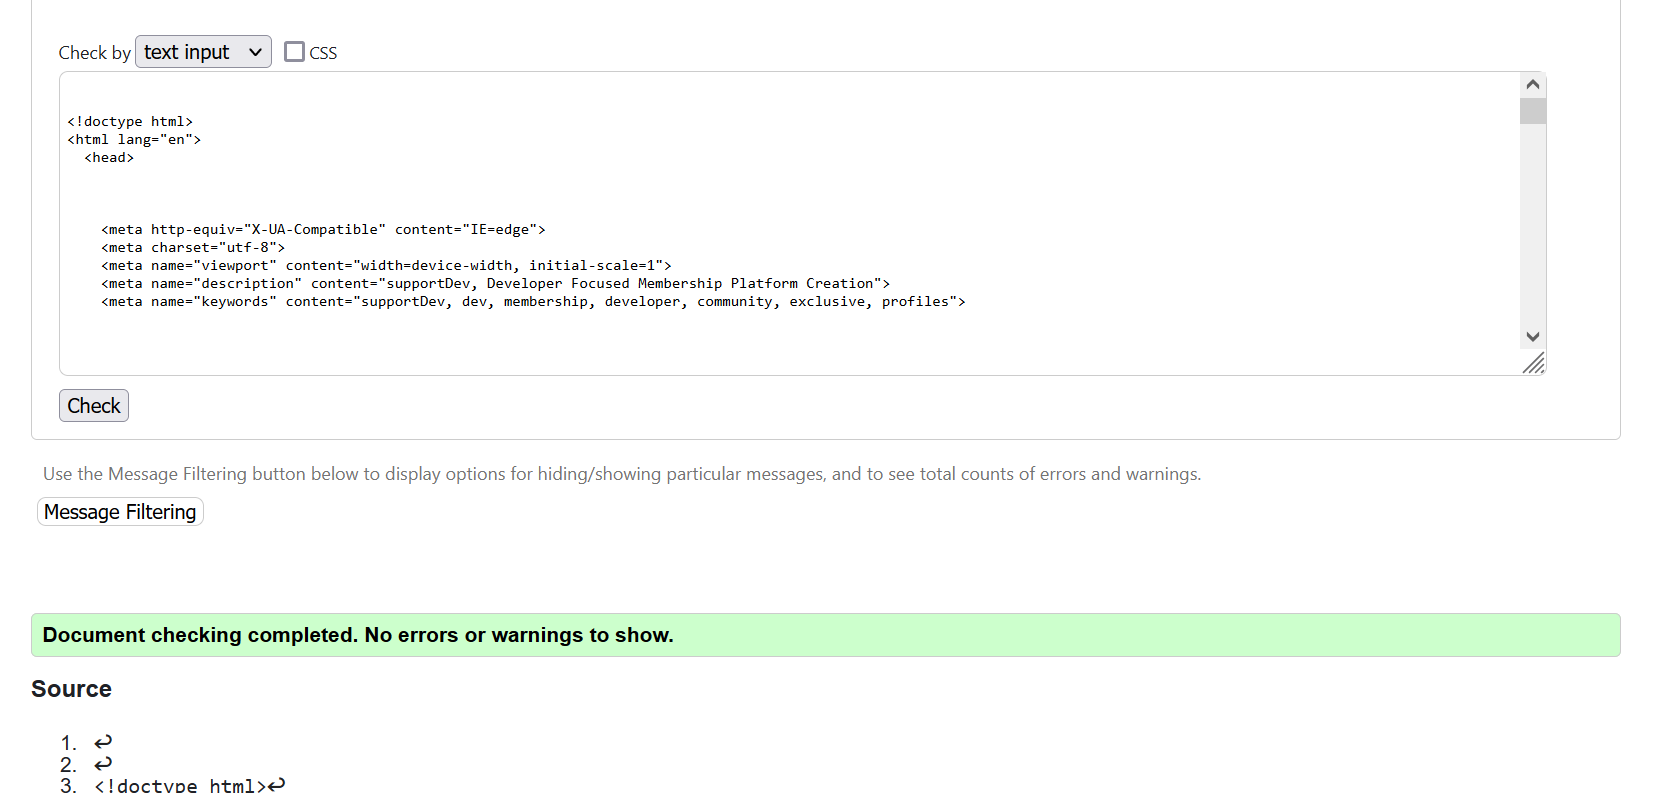 Check by text input CSS
<!doctype html>
<html lang="en">
<head>
<meta http-equiv="X-UA-Compatible" content="IE=edge">
<meta charset="utf-8">
<meta name="viewport" content="width=device-width, initial-scale=1">
<meta name="description" content="supportDev, Developer Focused Membership Platform Creation">
<meta name="keywords" content="supportDev, dev, membership, developer, community, exclusive, profiles">
Check
Use the Message Filtering button below to display options for hiding/showing particular messages, and to see total counts of errors and warnings.
Message Filtering
Document checking completed. No errors or warnings to show.
Source
1. ↩
2. ↩
3. <!doctype html>↩